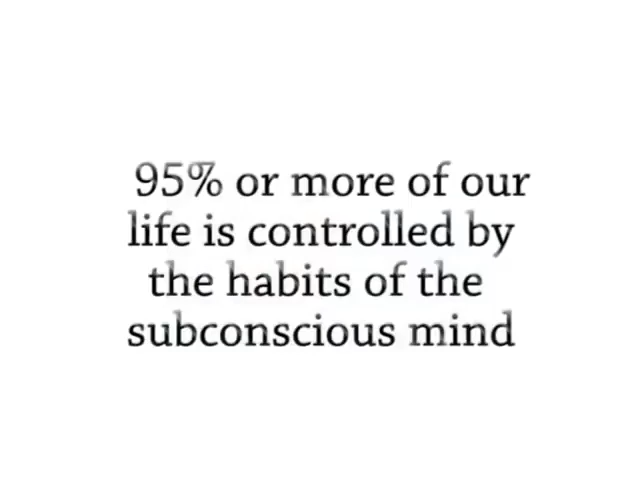 95% or more of our
life is controlled by
the habits of the
subconscious mind